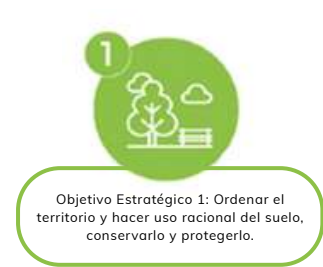 1
Objetivo Estratégico 1: Ordenar el
territorio y hacer uso racional del suelo,
conservarlo y protegerlo.